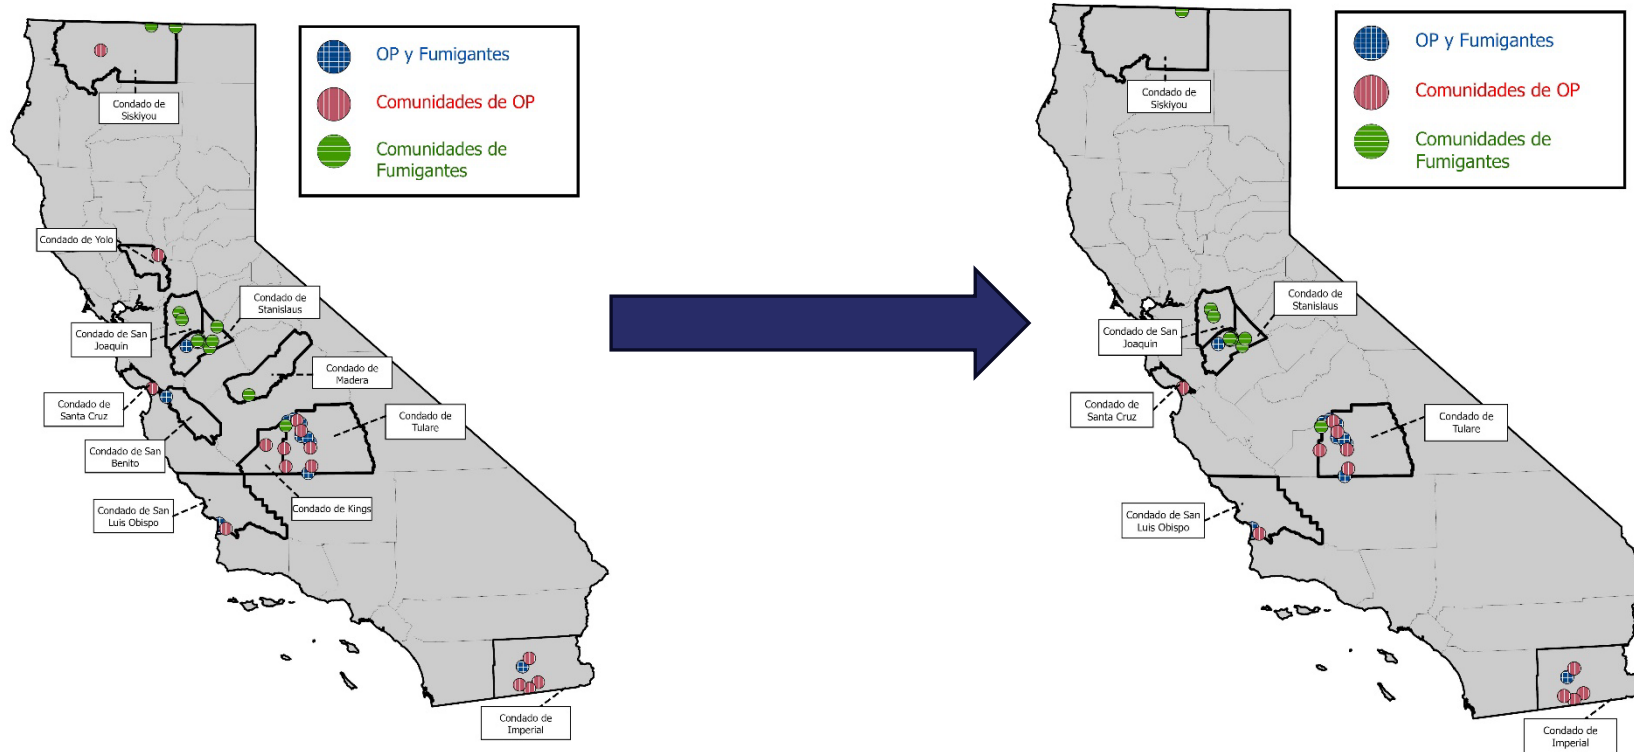 OP y Fumigantes
Comunidades de OP
Comunidades de
Fumigantes
Condado de
Siskiyou
Condado de Yolo
Condado de
Stanislaus
Condado de San
Joaquin
Condado de
Madera
Condado de
Santa Cruz
Condado de
Tulare
Condado de San
Benito
Condado de San
Luis Obispo
Condado de Kings
Condado de
Imperial
OP y Fumigantes
Comunidades de OP
Comunidades de
Fumigantes
Condado de
Siskiyou
Condado de
Stanislaus
Condado de San
Joaquin
Condado de
Santa Cruz
Condado de
Tulare
Condado de San
Luis Obispo
Condado de
Imperial